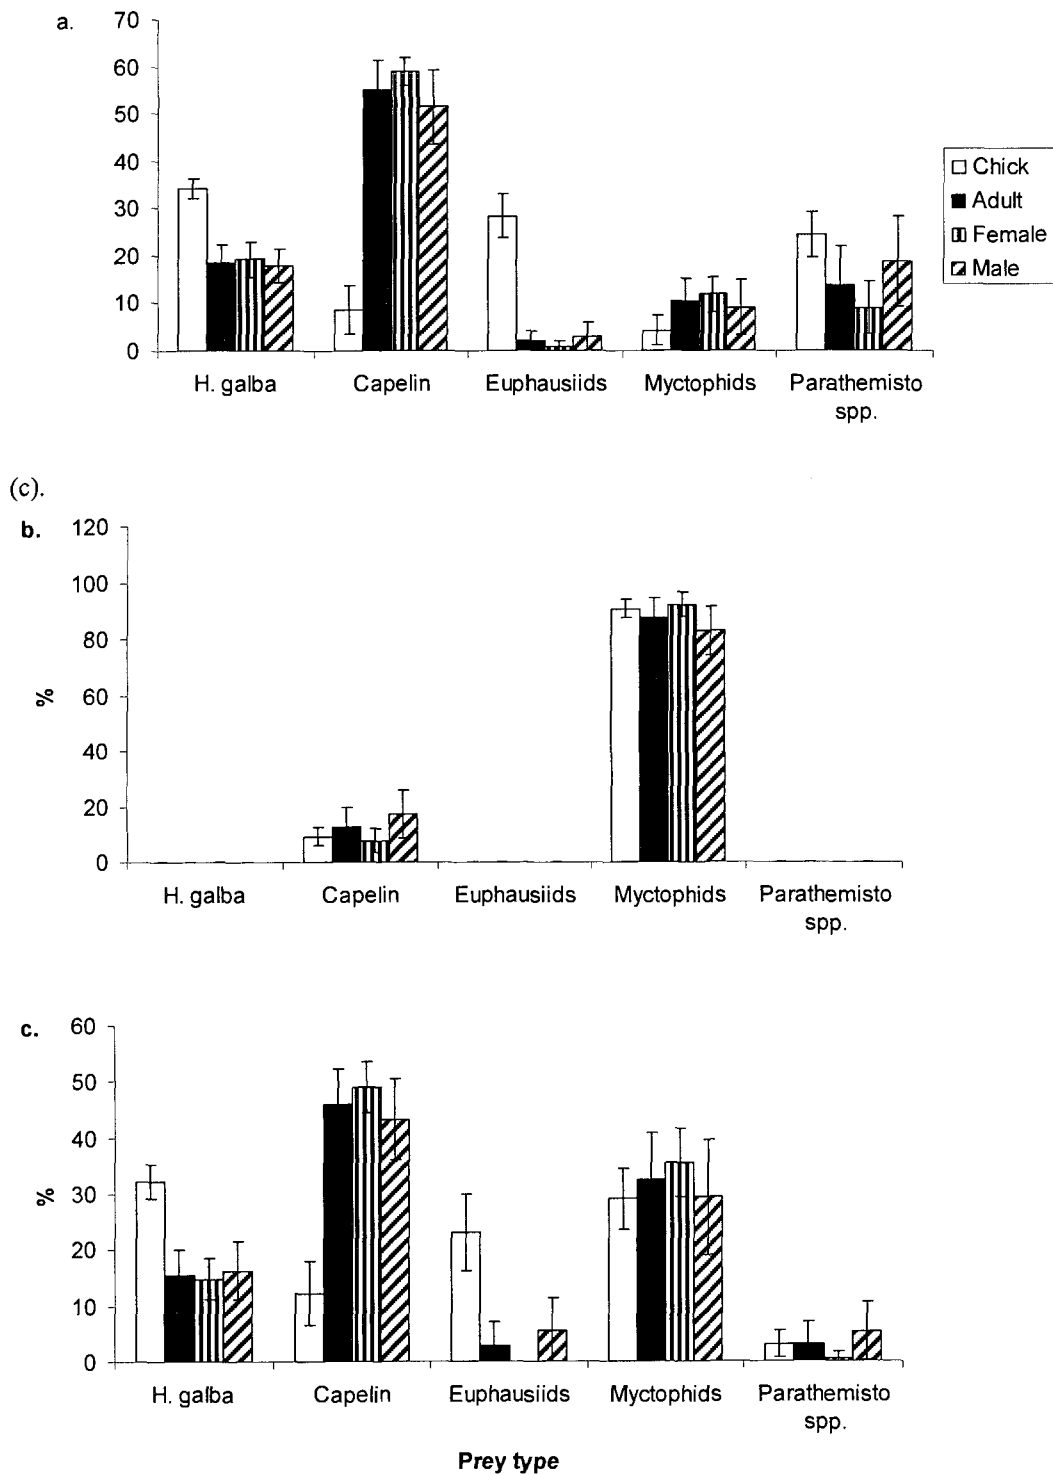 a.
70
60
50
40
30
20
10
0
H. galba Capelin Euphausiids Myctophids Parathemisto
spp.
Chick
Adult
Female
Male
(c).
b.
120
100
80
60
40
20
0
%
H. galba Capelin Euphausiids Myctophids Parathemisto
spp.
c.
60
50
40
30
20
10
0
%
H. galba Capelin Euphausiids Myctophids Parathemisto
spp.
Prey type